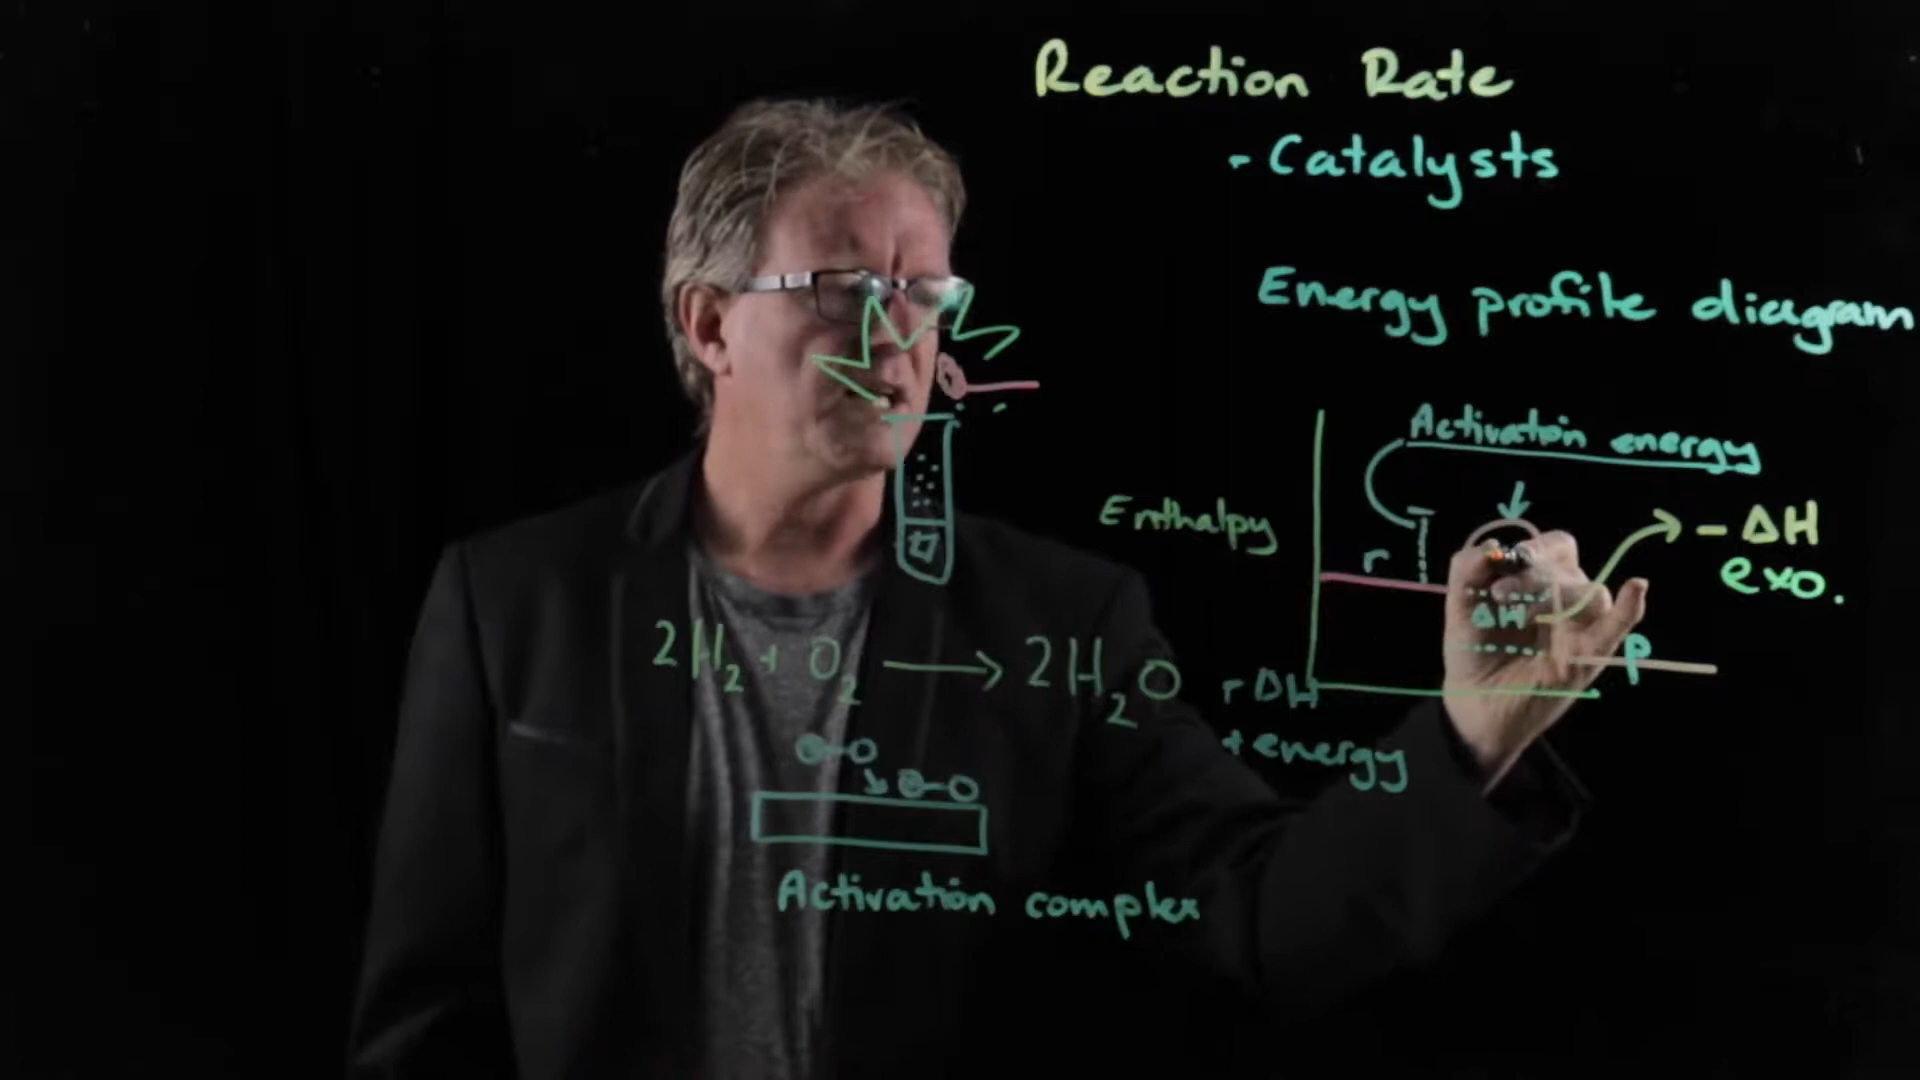 Reaction Rate
- Catalysts
Energy profile diagram
Activation energy
Enthalpy
r
- ΔH
exo.
ΔH
p
2H₂ + O₂ → 2H₂O
r ΔH
+ energy
Activation complex